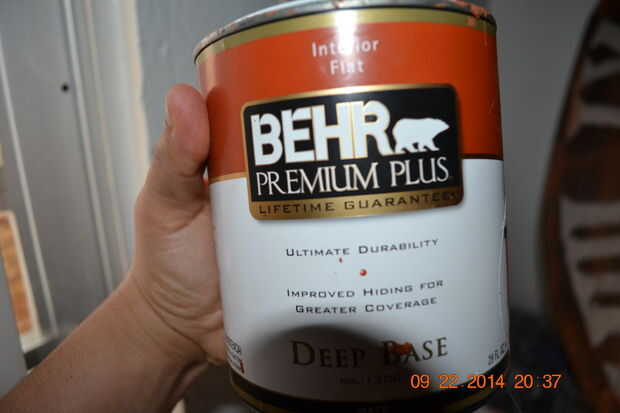 Interior
Flat
BEHR
PREMIUM PLUS
LIFETIME GUARANTEE
ULTIMATE DURABILITY
IMPROVED HIDING FOR
GREATER COVERAGE
DEEP BASE
09 22 2014 20:37